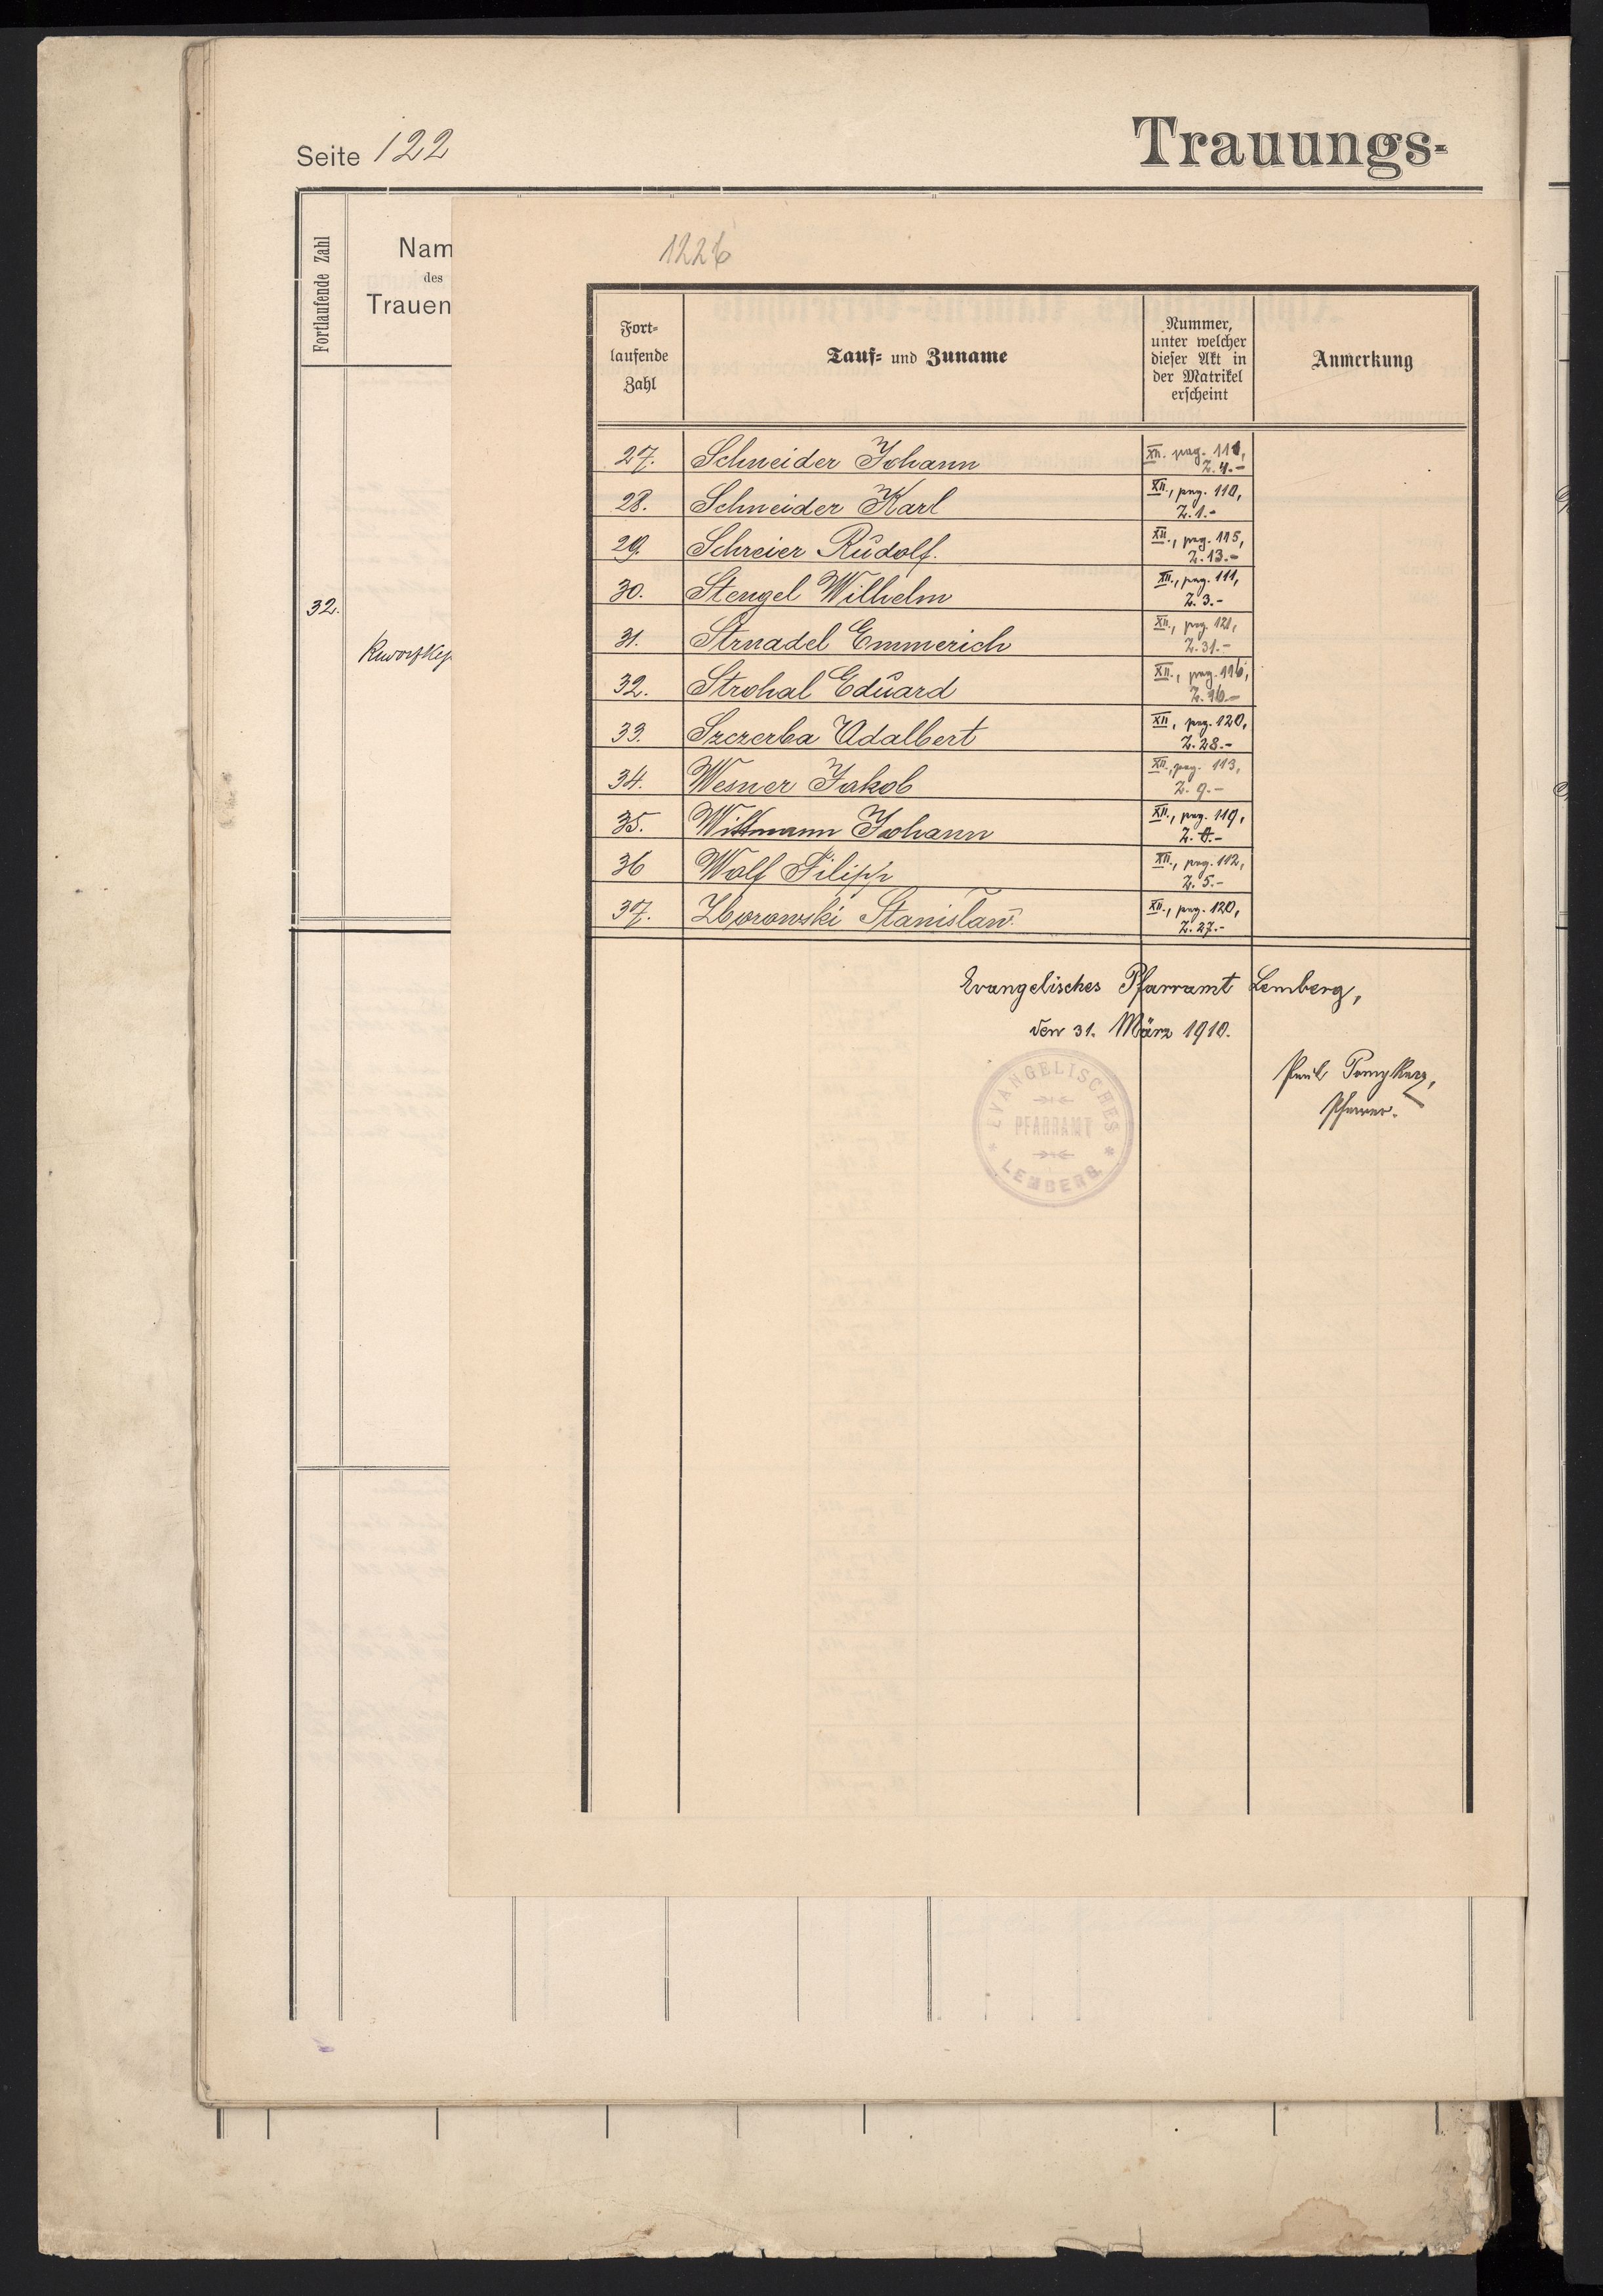 Seite 122
Trauungs-
Fortlaufende Zahl
Nam
des
Trauen
32.
122b
Fort-
laufende
Zahl
Tauf- und Zuname
Nummer,
unter welcher
dieser Akt in
der Matrikel
erscheint
Anmerkung
27. Schneider Johann XII. pag. 111,
Z. 4.-
28. Schneider Karl XII., pag. 110,
Z. 1.-
29. Schreier Rudolf. XII., pag. 115,
Z. 13.-
30. Stengel Wilhelm XII., pag. 111,
Z. 3.-
31. Strnadel Emmerich XII., pag. 121,
Z. 31.-
32. Strohal Eduard XII., pag. 116,
Z. 16.-
33. Szczerba Adalbert XII, pag. 120,
Z. 28.-
34. Wesner Jakob XII., pag. 113,
Z. 9.-
35. Wittmann Johann XII., pag. 119,
Z.
36 Wolf Filipp XII., pag. 112,
Z. 5.-
37. Zborowski Stanislaw XII., pag. 120,
Z. 27.-
Evangelisches Pfarramt Lemberg,
den 31. März 1910.
Paul
Pfarrer.
EVANGELISCHES
PFARRAMT
LEMBERG